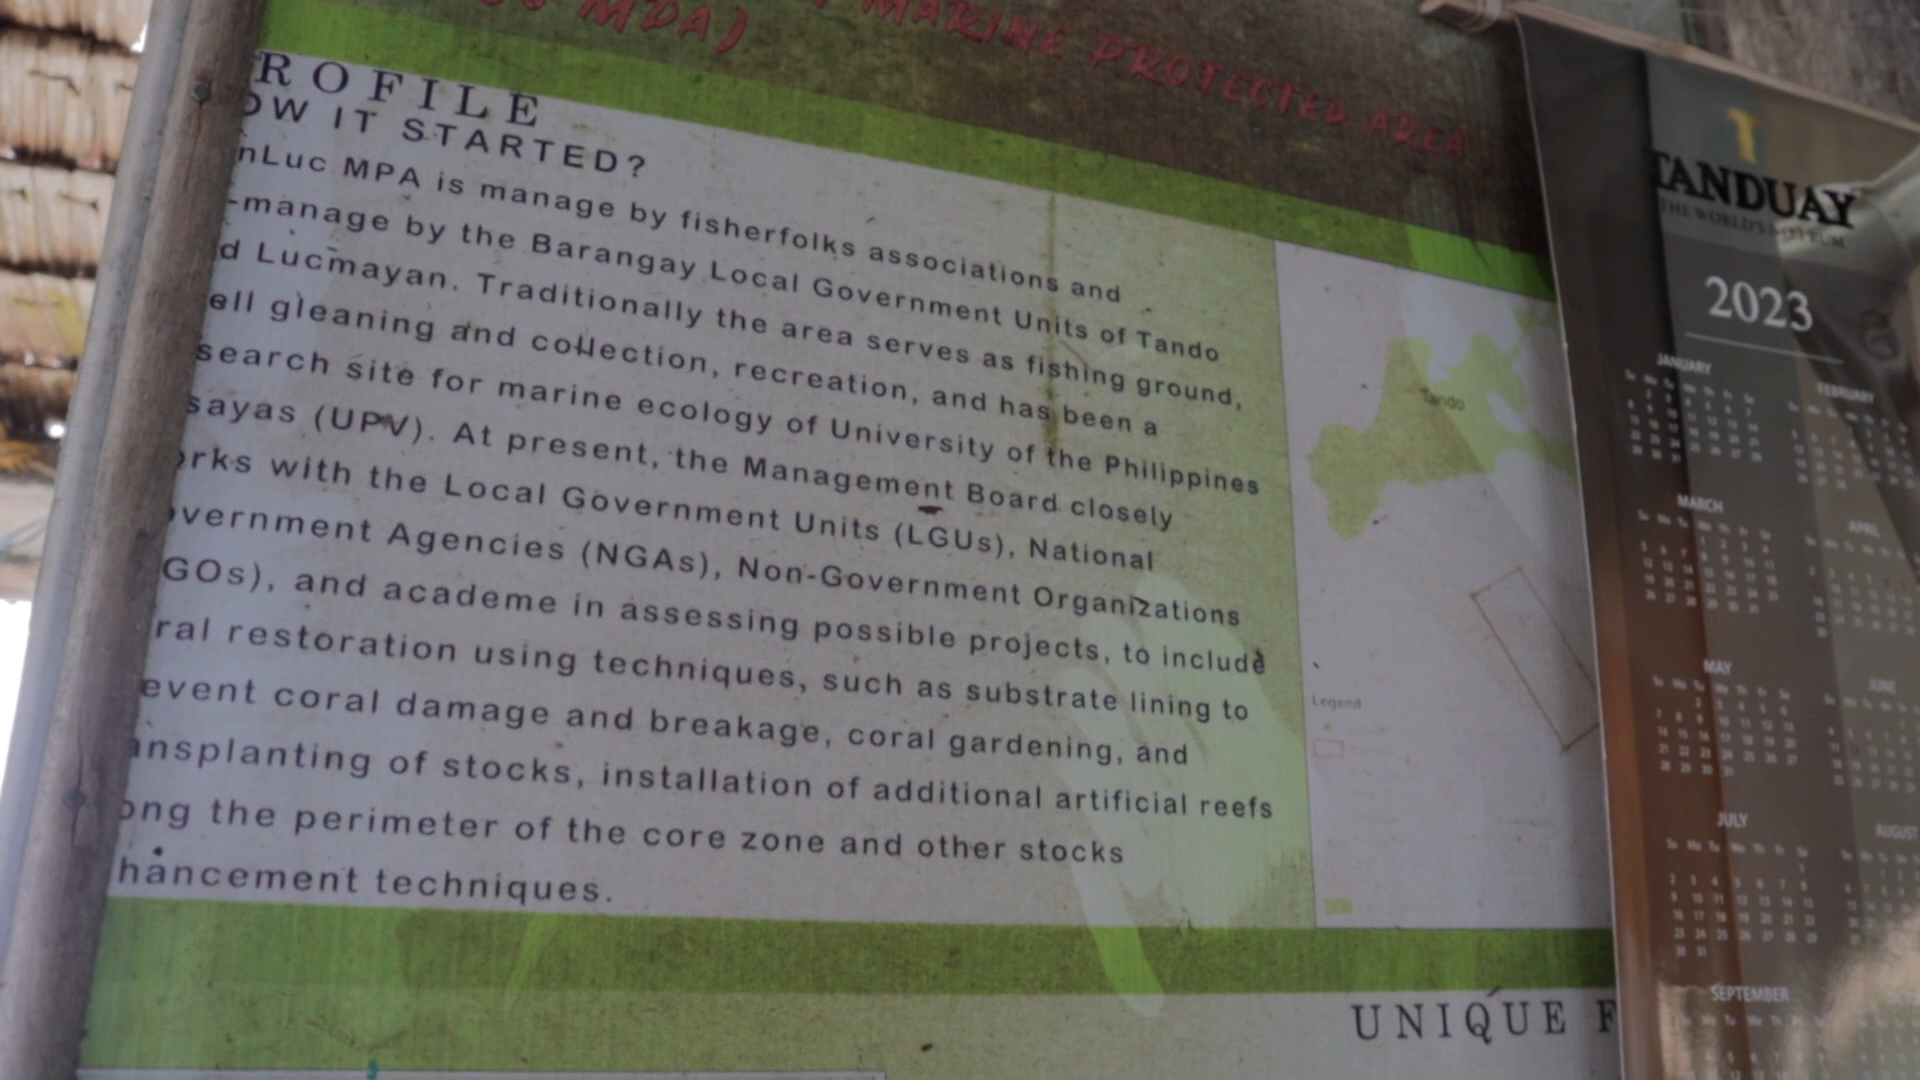 MARINE PROTECTED AREA
MPA)
ROFILE
OW IT STARTED?
nLuc MPA is manage by fisherfolks associations and
-manage by the Barangay Local Government Units of Tando
d Lucmayan. Traditionally the area serves as fishing ground,
ell gleaning and collection, recreation, and has been a
search site for marine ecology of University of the Philippines
sayas (UPV). At present, the Management Board closely
orks with the Local Government Units (LGUs), National
overnment Agencies (NGAs), Non-Government Organizations
GOs), and academe in assessing possible projects, to include
ral restoration using techniques, such as substrate lining to
event coral damage and breakage, coral gardening, and
ansplanting of stocks, installation of additional artificial reefs
ong the perimeter of the core zone and other stocks
hancement techniques.
Tando
Legend
UNIQUE F
TANDUAY
THE WORLD'S NO.1 RUM
2023
JANUARY
FEBRUARY
MARCH
APRIL
MAY
JUNE
JULY
AUGUST
SEPTEMBER